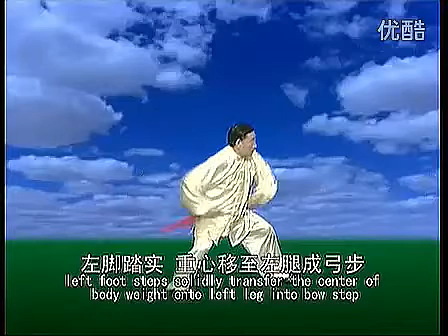 优酷
左脚踏实 重心移至左腿成弓步
left foot steps solidly transfer the center of
body weight onto left leg into bow step